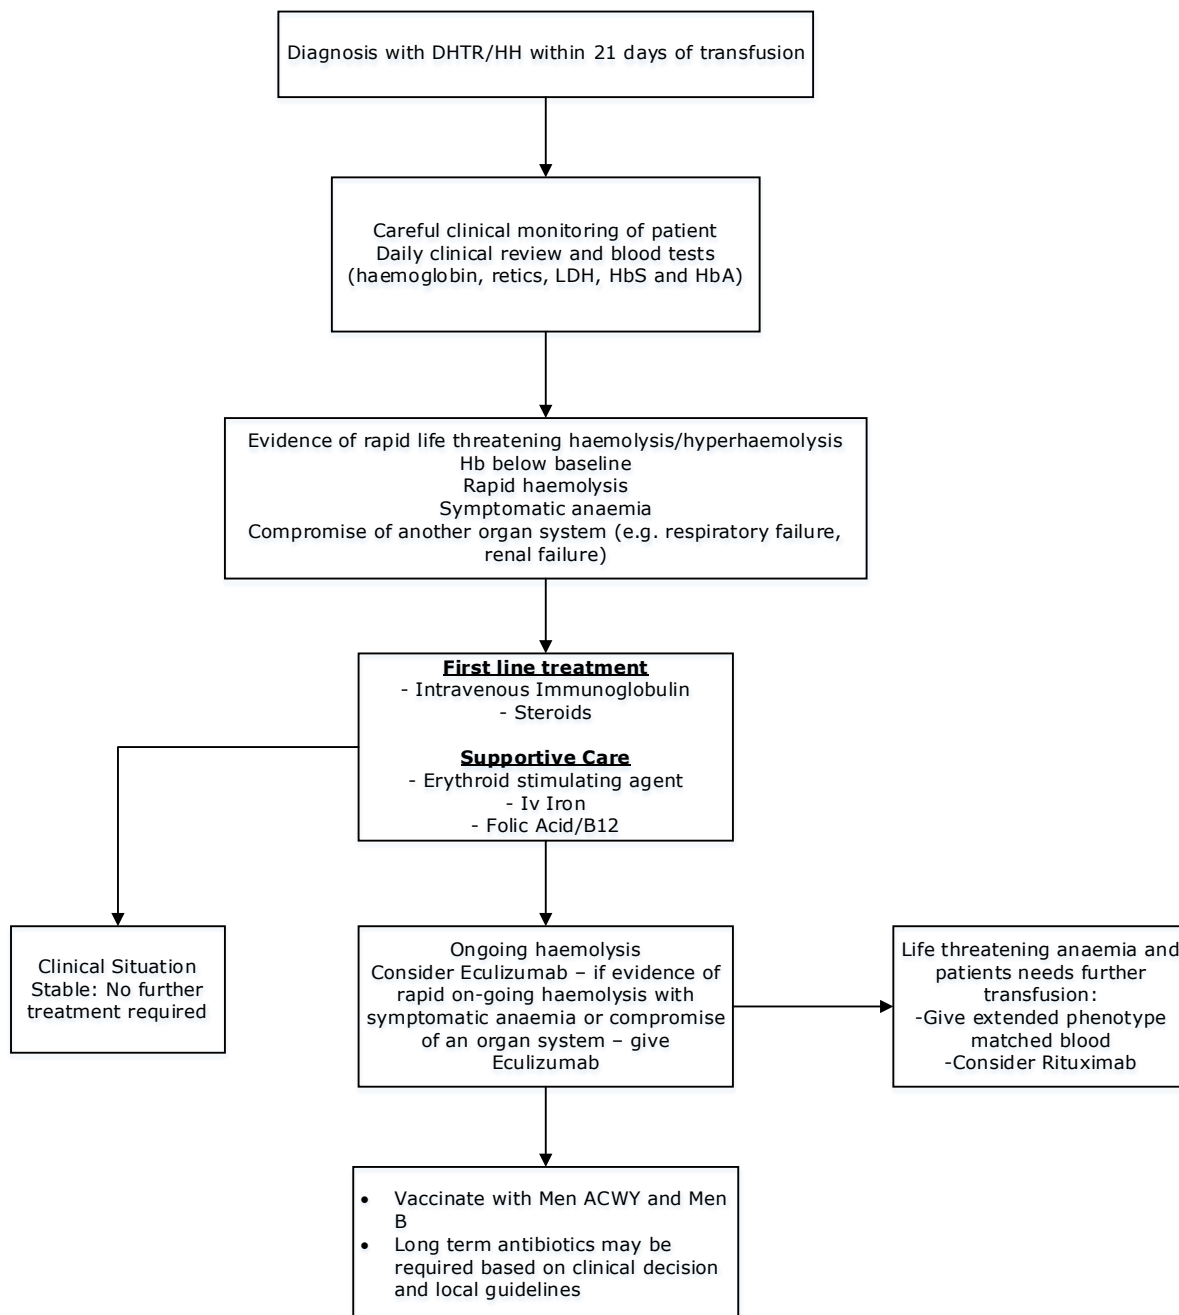 Diagnosis with DHTR/HH within 21 days of transfusion
Careful clinical monitoring of patient
Daily clinical review and blood tests
(haemoglobin, retics, LDH, HbS and HbA)
Evidence of rapid life threatening haemolysis/hyperhaemolysis
Hb below baseline
Rapid haemolysis
Symptomatic anaemia
Compromise of another organ system (e.g. respiratory failure,
renal failure)
First line treatment
- Intravenous Immunoglobulin
- Steroids
Supportive Care
- Erythroid stimulating agent
- Iv Iron
- Folic Acid/B12
Clinical Situation
Stable: No further
treatment required
Ongoing haemolysis
Consider Eculizumab – if evidence of
rapid on-going haemolysis with
symptomatic anaemia or compromise
of an organ system – give
Eculizumab
Life threatening anaemia and
patients needs further
transfusion:
-Give extended phenotype
matched blood
-Consider Rituximab
• Vaccinate with Men ACWY and Men
B
• Long term antibiotics may be
required based on clinical decision
and local guidelines